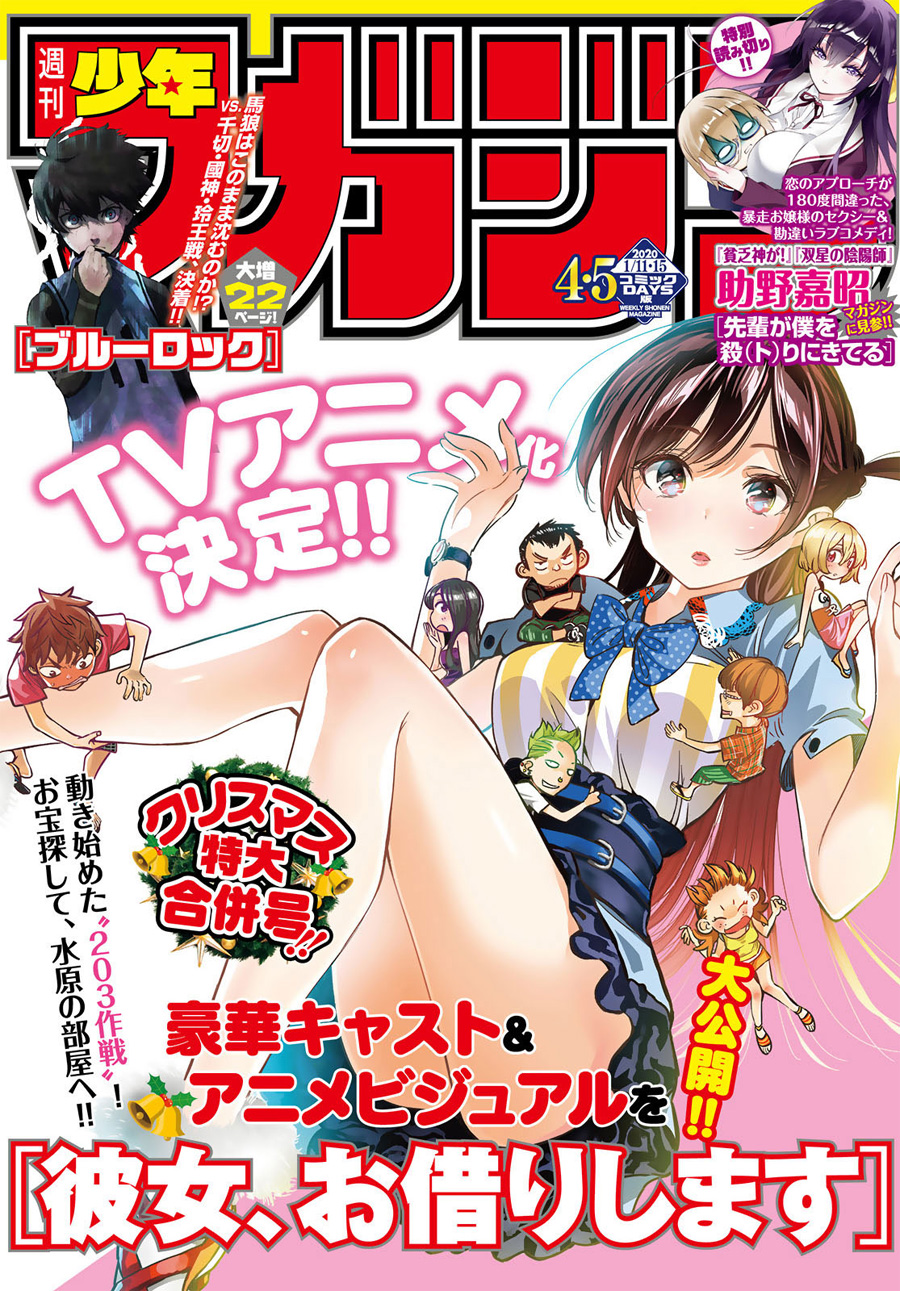 週刊
少年
マガジン
馬狼はこのまま沈むのか!?
VS.千切・國神・玲王戦、決着!!
大増
22
ページ!
[ブルーロック]
2020
1/11・15
4・5
コミック
DAYS
版
WEEKLY SHONEN
MAGAZINE
特別
読み切り
!!
恋のアプローチが
180度間違った、
暴走お嬢様のセクシー&
勘違いラブコメディ!
『貧乏神が!』『双星の陰陽師』
助野嘉昭
マガジン
に見参!!
[先輩が僕を
殺(ト)りにきてる]
TVアニメ化
決定!!
クリスマス
特大
合併号!!
動き始めた〝203作戦〟!
お宝探して、水原の部屋へ!!
豪華キャスト&
アニメビジュアルを
大公開!!
[彼女、お借りします]